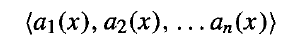 ⟨a₁(x), a₂(x), …aₙ(x)⟩